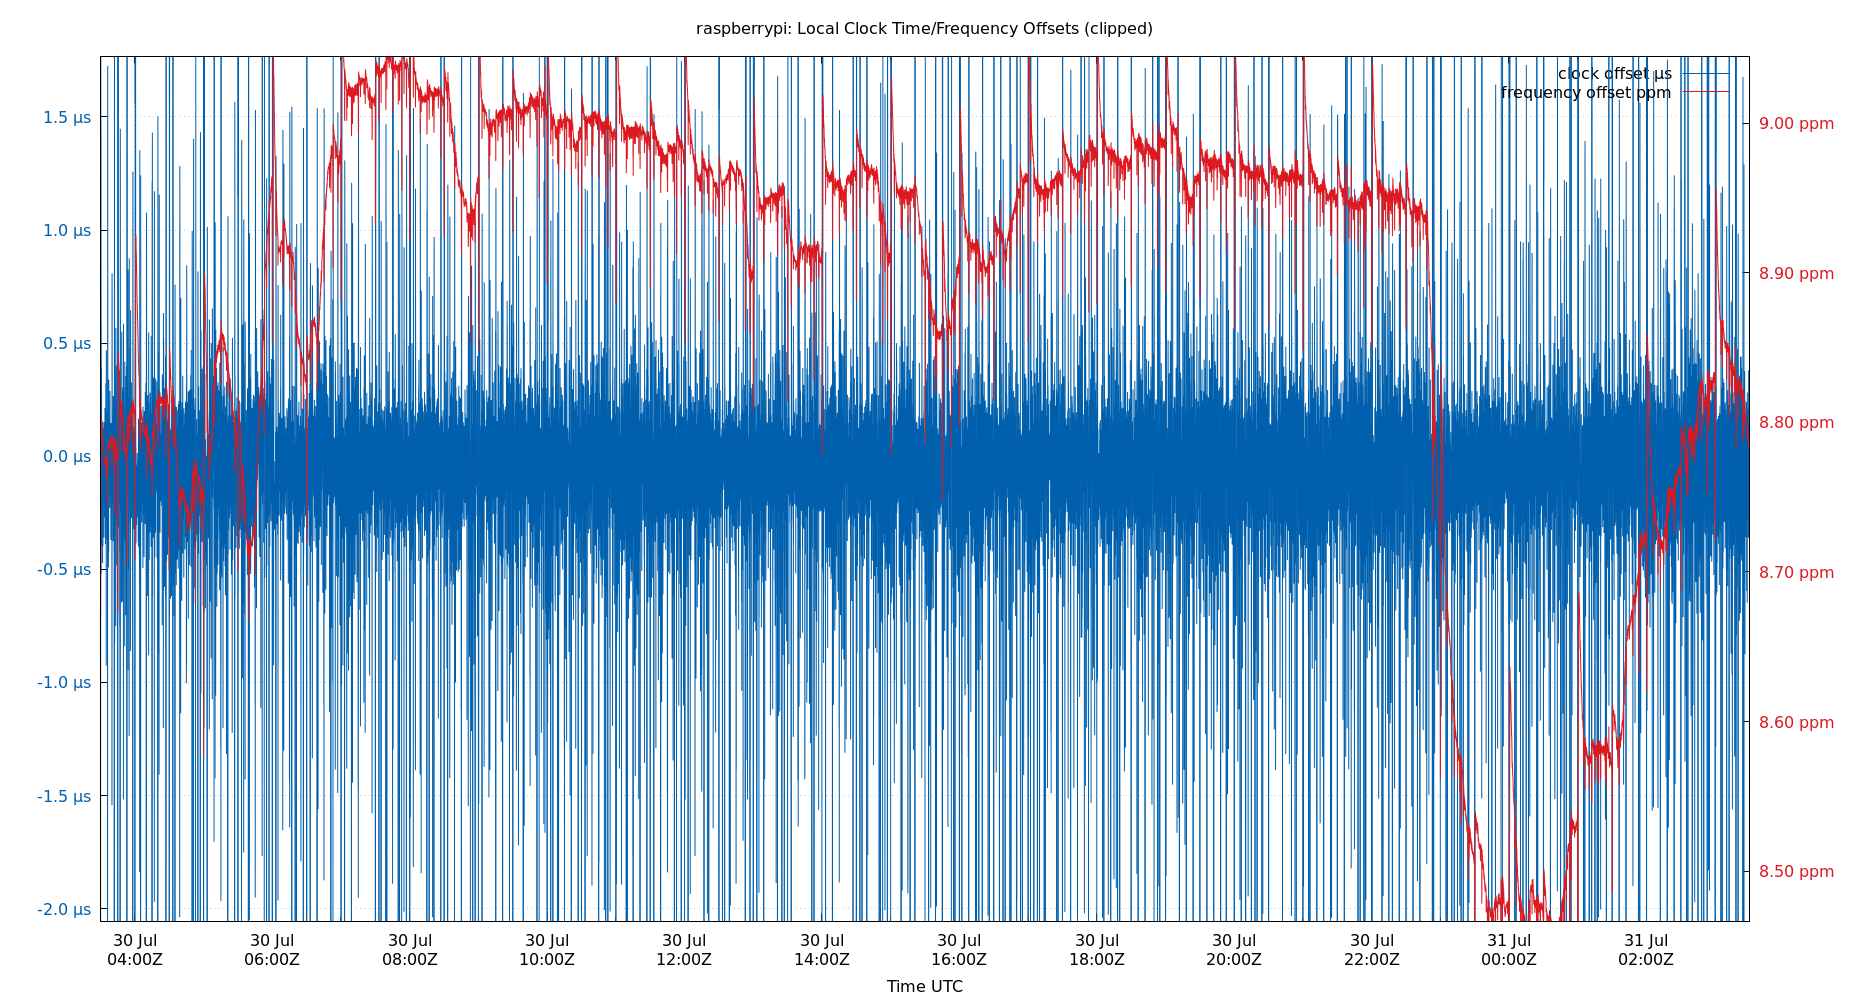 raspberrypi: Local Clock Time/Frequency Offsets (clipped)
clock offset µs
frequency offset ppm
1.5 µs
1.0 µs
0.5 µs
0.0 µs
-0.5 µs
-1.0 µs
-1.5 µs
-2.0 µs
9.00 ppm
8.90 ppm
8.80 ppm
8.70 ppm
8.60 ppm
8.50 ppm
30 Jul 30 Jul 30 Jul 30 Jul 30 Jul 30 Jul 30 Jul 30 Jul 30 Jul 30 Jul 31 Jul 31 Jul
04:00Z 06:00Z 08:00Z 10:00Z 12:00Z 14:00Z 16:00Z 18:00Z 20:00Z 22:00Z 00:00Z 02:00Z
Time UTC